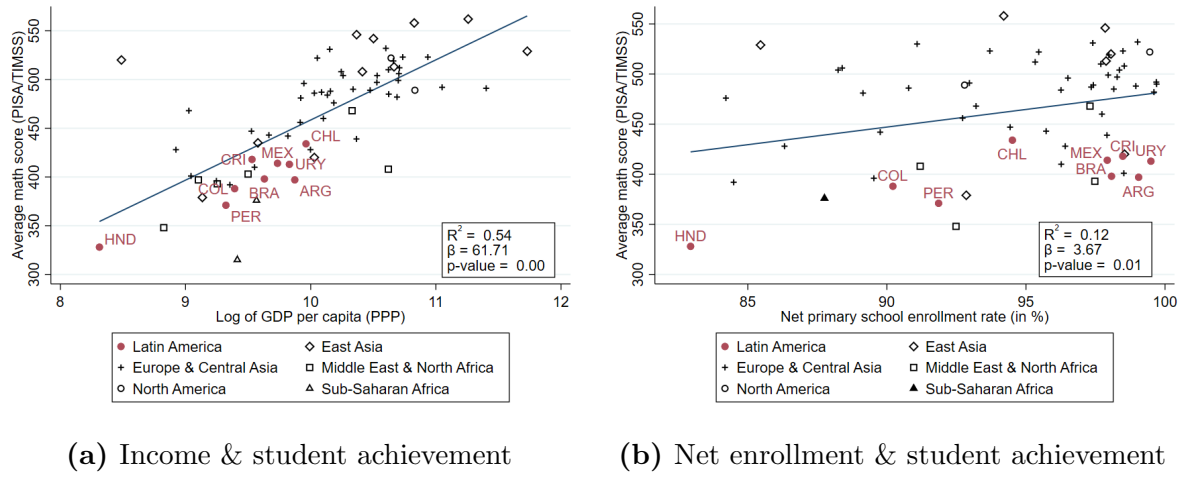 Average math score (PISA/TIMSS)
550
500
450
400
350
300
CHL
CRI
MEX
URY
COL
BRA
ARG
PER
HND
R² = 0.54
β = 61.71
p-value = 0.00
8 9 10 11 12
Log of GDP per capita (PPP)
Latin America East Asia
Europe & Central Asia Middle East & North Africa
North America Sub-Saharan Africa
(a) Income & student achievement
Average math score (PISA/TIMSS)
550
500
450
400
350
300
CHL
MEX
CRI
URY
BRA
COL
PER
ARG
HND
R² = 0.12
β = 3.67
p-value = 0.01
85 90 95 100
Net primary school enrollment rate (in %)
Latin America East Asia
Europe & Central Asia Middle East & North Africa
North America Sub-Saharan Africa
(b) Net enrollment & student achievement